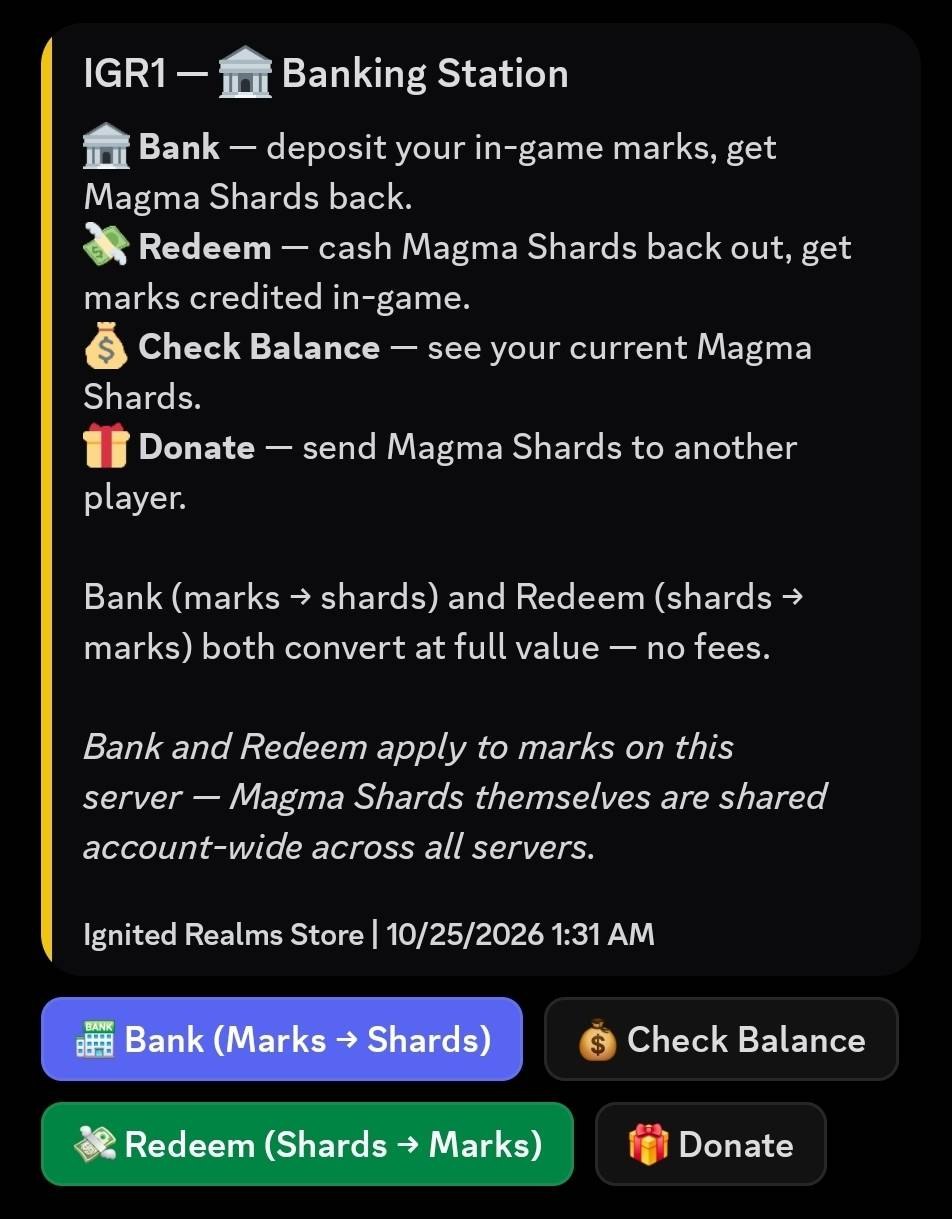 IGR1 — 🏛️ Banking Station
🏛️ Bank — deposit your in-game marks, get
Magma Shards back.
💸 Redeem — cash Magma Shards back out, get
marks credited in-game.
💰 Check Balance — see your current Magma
Shards.
🎁 Donate — send Magma Shards to another
player.
Bank (marks → shards) and Redeem (shards →
marks) both convert at full value — no fees.
Bank and Redeem apply to marks on this
server — Magma Shards themselves are shared
account-wide across all servers.
Ignited Realms Store | 10/25/2026 1:31 AM
🏦 Bank (Marks → Shards)
💰 Check Balance
💸 Redeem (Shards → Marks)
🎁 Donate